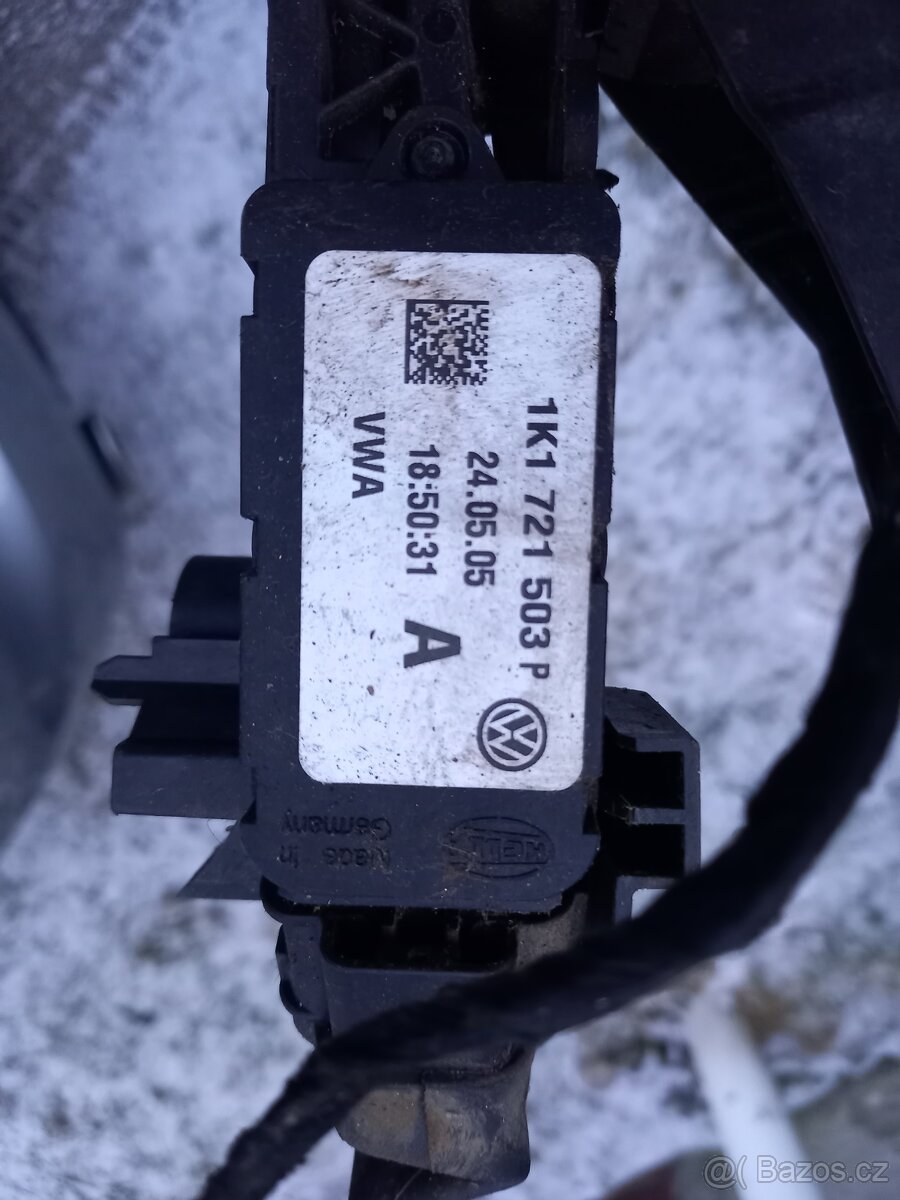 1K1 721 503 P
24.05.05
18:50:31 A
VWA
HELLA
Made in
Germany
@( Bazos.cz